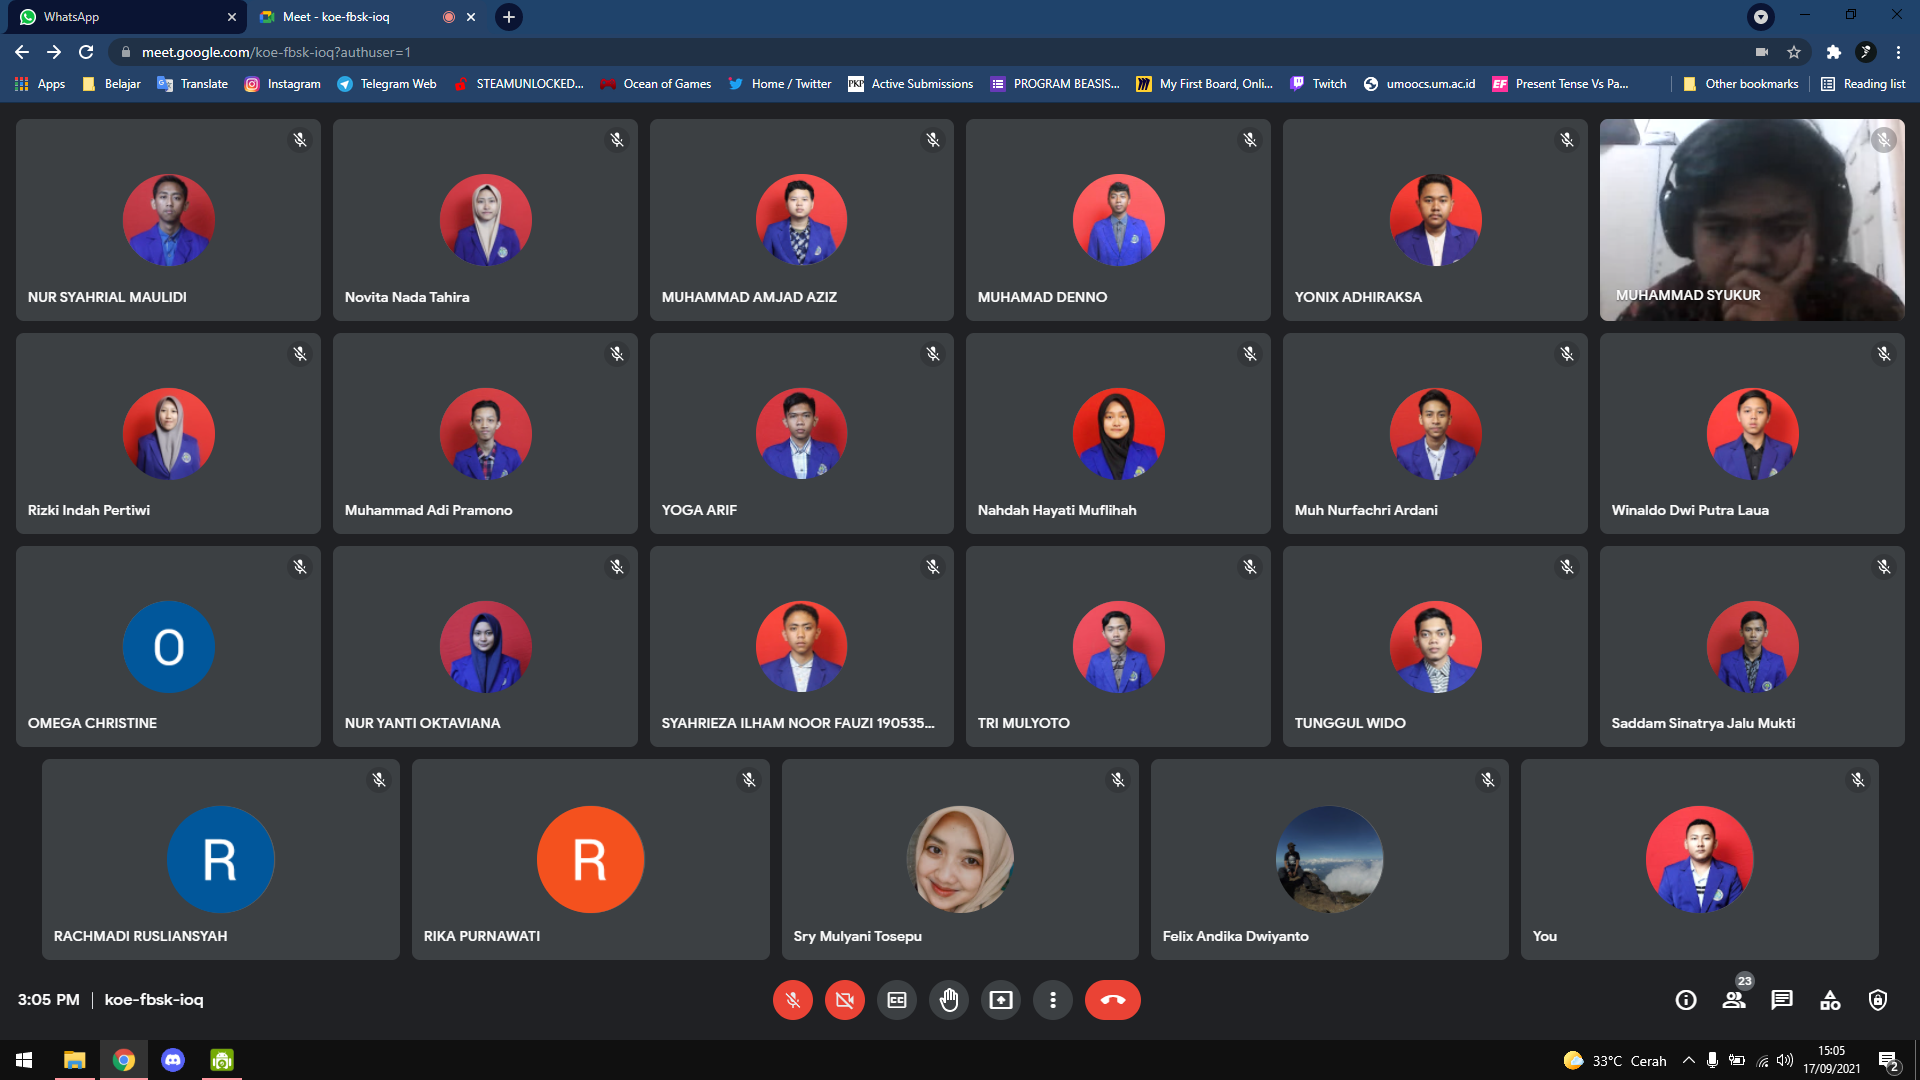 WhatsApp
Meet - koe-fbsk-ioq
meet.google.com/koe-fbsk-ioq?authuser=1
Apps Belajar Translate Instagram Telegram Web STEAMUNLOCKED... Ocean of Games Home / Twitter PKP Active Submissions PROGRAM BEASIS... My First Board, Onli... Twitch umoocs.um.ac.id EF Present Tense Vs Pa... Other bookmarks Reading list
NUR SYAHRIAL MAULIDI
Novita Nada Tahira
MUHAMMAD AMJAD AZIZ
MUHAMAD DENNO
YONIX ADHIRAKSA
MUHAMMAD SYUKUR
Rizki Indah Pertiwi
Muhammad Adi Pramono
YOGA ARIF
Nahdah Hayati Muflihah
Muh Nurfachri Ardani
Winaldo Dwi Putra Laua
O
OMEGA CHRISTINE
NUR YANTI OKTAVIANA
SYAHRIEZA ILHAM NOOR FAUZI 190535...
TRI MULYOTO
TUNGGUL WIDO
Saddam Sinatrya Jalu Mukti
R
RACHMADI RUSLIANSYAH
R
RIKA PURNAWATI
Sry Mulyani Tosepu
Felix Andika Dwiyanto
You
3:05 PM | koe-fbsk-ioq
CC
23
33°C Cerah
15:05
17/09/2021
2